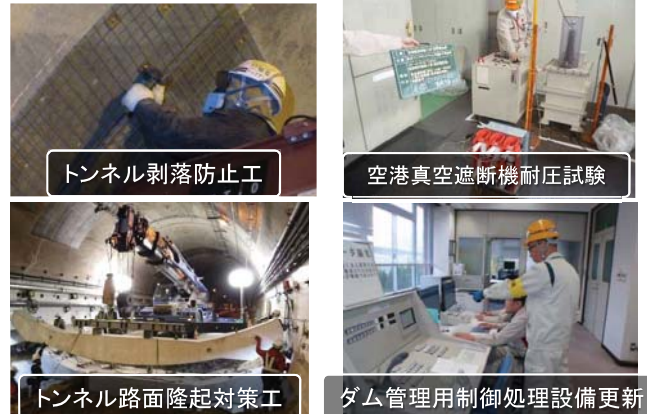 トンネル剥落防止工
空港真空遮断機耐圧試験
トンネル路面隆起対策工
ダム管理用制御処理設備更新